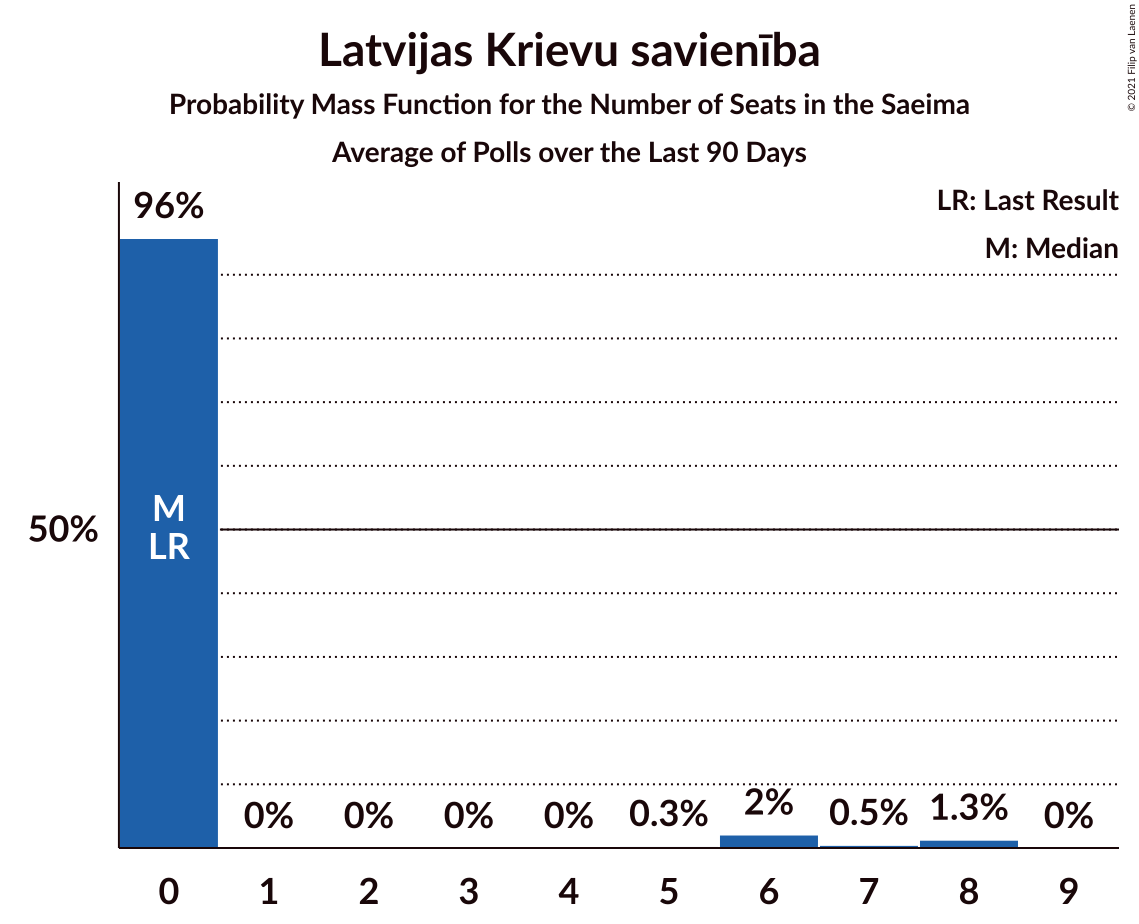 Latvijas Krievu savienība
Probability Mass Function for the Number of Seats in the Saeima
Average of Polls over the Last 90 Days
© 2021 Filip van Laenen
LR: Last Result
M: Median
96%
50%
M
LR
0% 0% 0% 0% 0.3% 2% 0.5% 1.3% 0%
0 1 2 3 4 5 6 7 8 9